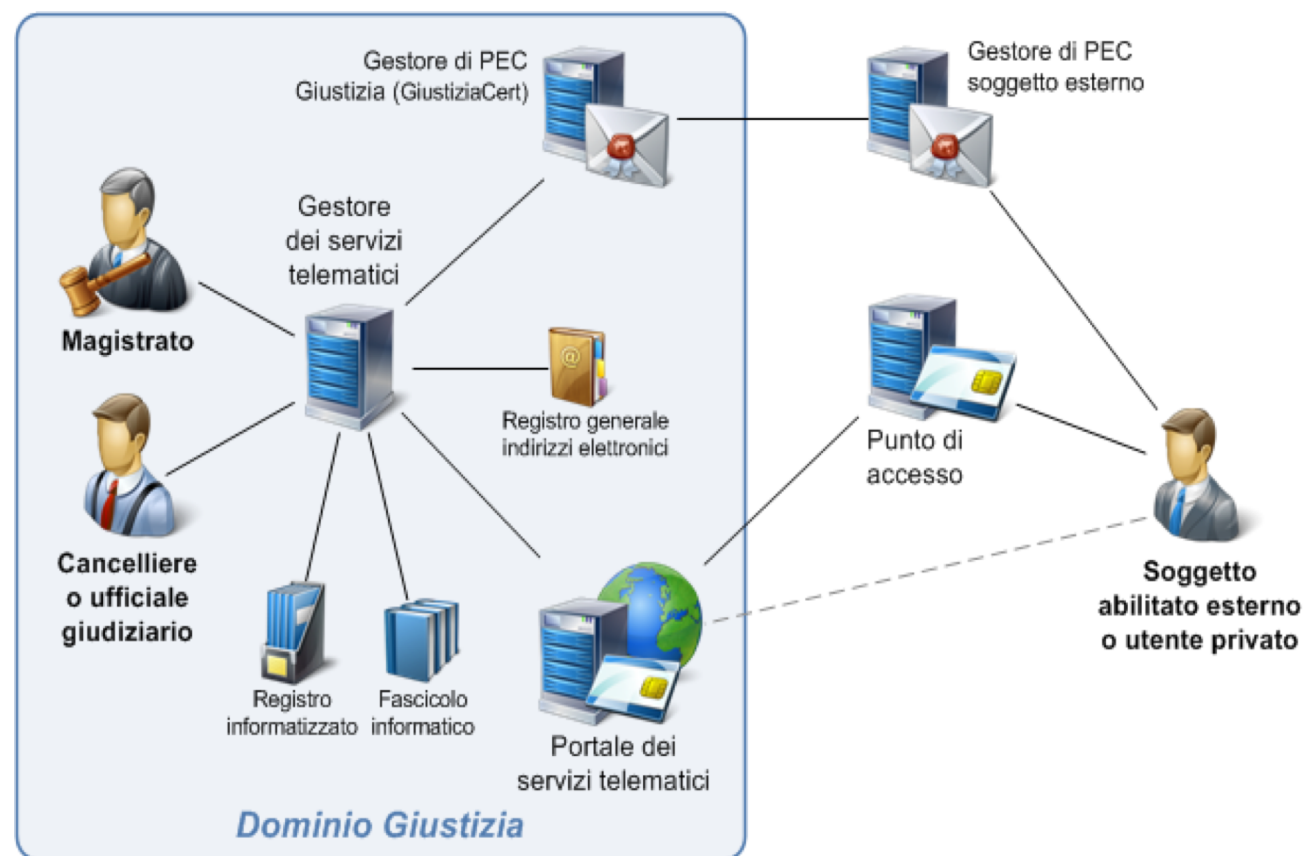 Gestore di PEC
Giustizia (GiustiziaCert)
Gestore di PEC
soggetto esterno
Gestore
dei servizi
telematici
Magistrato
Registro generale
indirizzi elettronici
Punto di
accesso
Cancelliere
o ufficiale
giudiziario
Soggetto
abilitato esterno
o utente privato
Registro
informatizzato
Fascicolo
informatico
Portale dei
servizi telematici
Dominio Giustizia